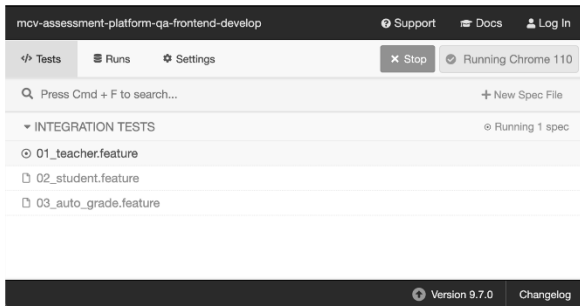 mcv-assessment-platform-qa-frontend-develop Support Docs Log In
</> Tests Runs Settings Stop Running Chrome 110
Press Cmd + F to search... New Spec File
INTEGRATION TESTS Running 1 spec
01_teacher.feature
02_student.feature
03_auto_grade.feature
Version 9.7.0 Changelog